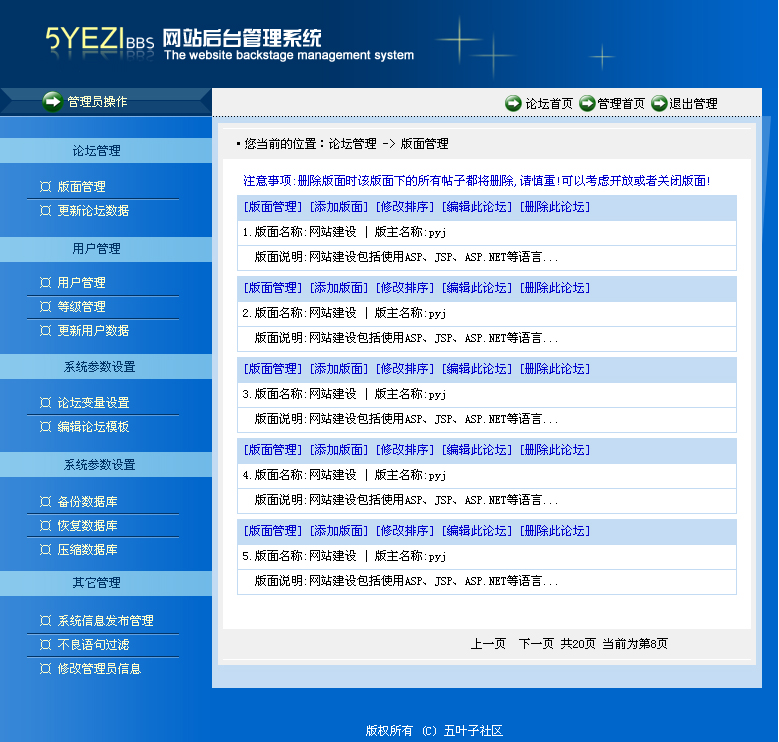 5YEZIBBS 网站后台管理系统
The website backstage management system
管理员操作
论坛首页 管理首页 退出管理
论坛管理
版面管理
更新论坛数据
用户管理
用户管理
等级管理
更新用户数据
系统参数设置
论坛变量设置
编辑论坛模板
系统参数设置
备份数据库
恢复数据库
压缩数据库
其它管理
系统信息发布管理
不良语句过滤
修改管理员信息
·您当前的位置：论坛管理 -> 版面管理
注意事项:删除版面时该版面下的所有帖子都将删除,请慎重!可以考虑开放或者关闭版面!
[版面管理] [添加版面] [修改排序] [编辑此论坛] [删除此论坛]
1.版面名称:网站建设 | 版主名称:pyj
版面说明:网站建设包括使用ASP、JSP、ASP.NET等语言...
[版面管理] [添加版面] [修改排序] [编辑此论坛] [删除此论坛]
2.版面名称:网站建设 | 版主名称:pyj
版面说明:网站建设包括使用ASP、JSP、ASP.NET等语言...
[版面管理] [添加版面] [修改排序] [编辑此论坛] [删除此论坛]
3.版面名称:网站建设 | 版主名称:pyj
版面说明:网站建设包括使用ASP、JSP、ASP.NET等语言...
[版面管理] [添加版面] [修改排序] [编辑此论坛] [删除此论坛]
4.版面名称:网站建设 | 版主名称:pyj
版面说明:网站建设包括使用ASP、JSP、ASP.NET等语言...
[版面管理] [添加版面] [修改排序] [编辑此论坛] [删除此论坛]
5.版面名称:网站建设 | 版主名称:pyj
版面说明:网站建设包括使用ASP、JSP、ASP.NET等语言...
上一页 下一页 共20页 当前为第8页
版权所有 （C）五叶子社区